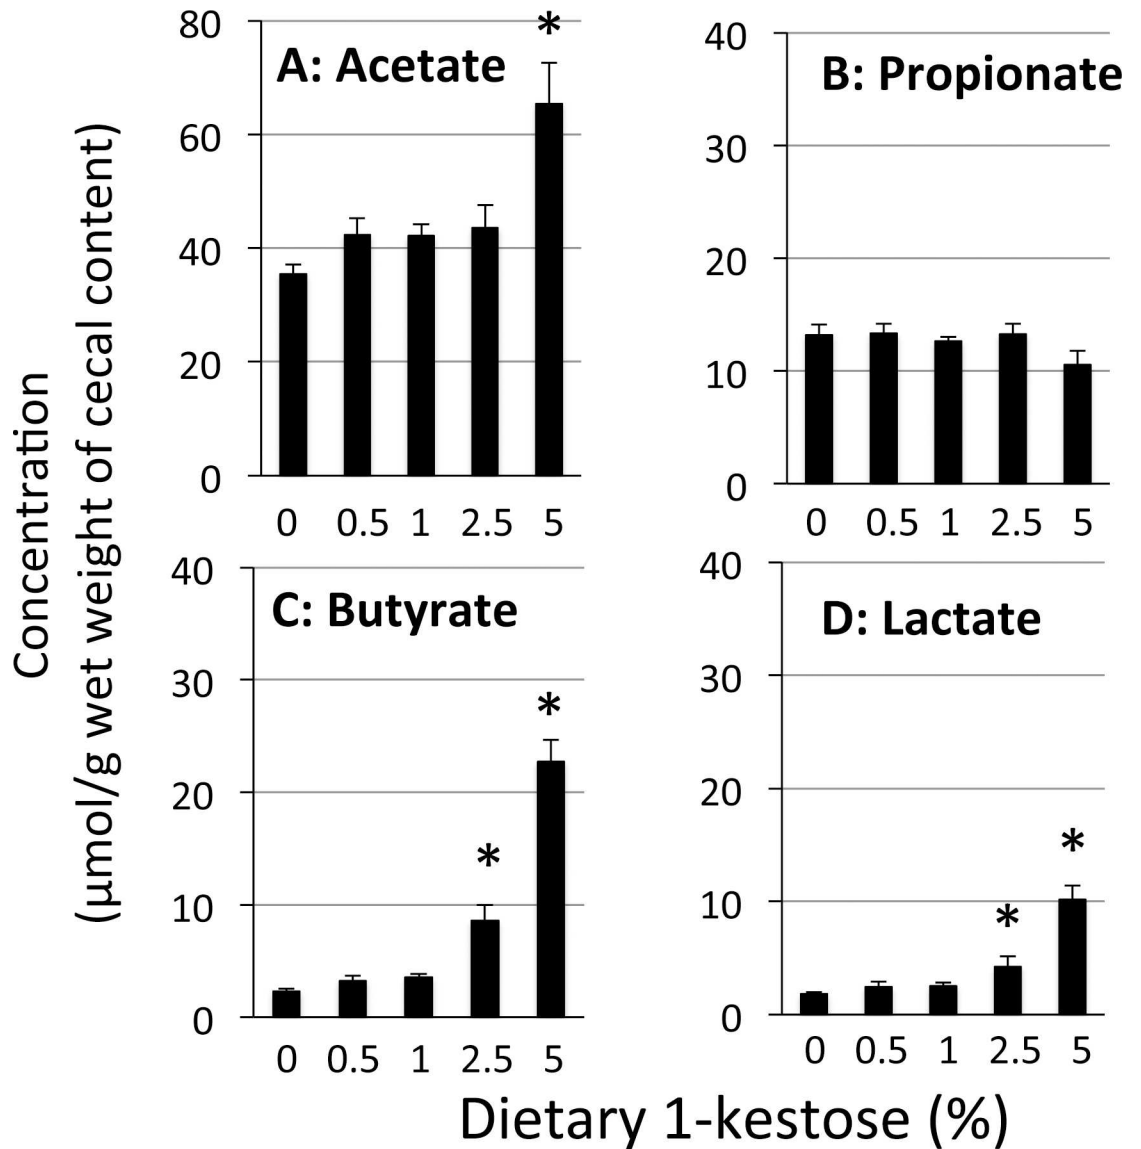 Concentration
(µmol/g wet weight of cecal content)
A: Acetate
*
80
60
40
20
0
0 0.5 1 2.5 5
B: Propionate
40
30
20
10
0
0 0.5 1 2.5 5
C: Butyrate
*
*
40
30
20
10
0
0 0.5 1 2.5 5
D: Lactate
*
*
40
30
20
10
0
0 0.5 1 2.5 5
Dietary 1-kestose (%)